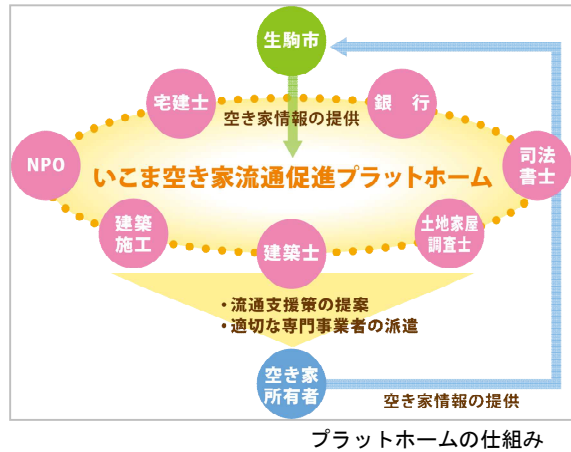 生駒市
宅建士
銀 行
空き家情報の提供
NPO
司法
書士
いこま空き家流通促進プラットホーム
建築
施工
建築士
土地家屋
調査士
・流通支援策の提案
・適切な専門事業者の派遣
空き家
所有者
空き家情報の提供
プラットホームの仕組み